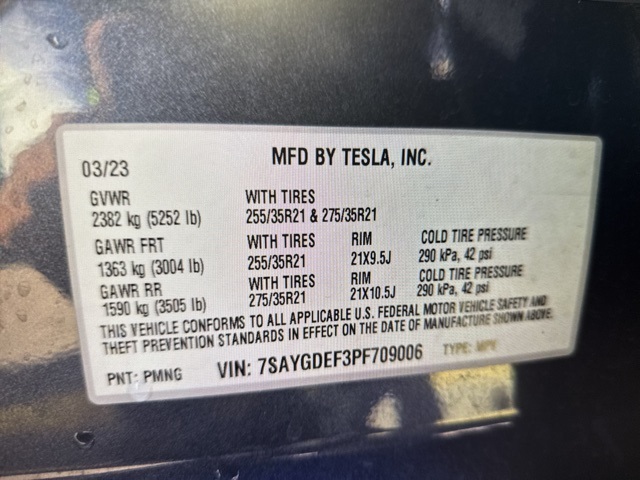 MFD BY TESLA, INC.
03/23
GVWR WITH TIRES
2382 kg (5252 lb) 255/35R21 & 275/35R21
GAWR FRT WITH TIRES RIM COLD TIRE PRESSURE
1363 kg (3004 lb) 255/35R21 21X9.5J 290 kPa, 42 psi
GAWR RR WITH TIRES RIM COLD TIRE PRESSURE
1590 kg (3505 lb) 275/35R21 21X10.5J 290 kPa, 42 psi
THIS VEHICLE CONFORMS TO ALL APPLICABLE U.S. FEDERAL MOTOR VEHICLE SAFETY AND
THEFT PREVENTION STANDARDS IN EFFECT ON THE DATE OF MANUFACTURE SHOWN ABOVE.
PNT: PMNG VIN: 7SAYGDEF3PF709006 TYPE: MPV